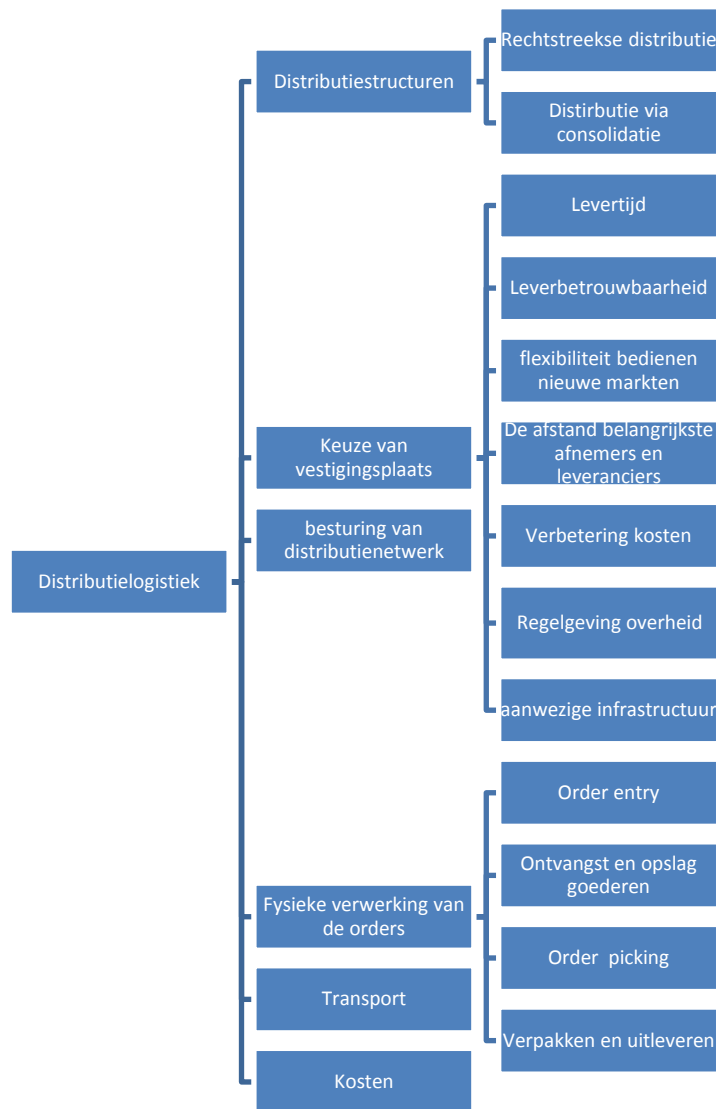 Distributielogistiek
Distributiestructuren
Rechtstreekse distributie
Distirbutie via
consolidatie
Keuze van
vestigingsplaats
Levertijd
Leverbetrouwbaarheid
flexibiliteit bedienen
nieuwe markten
De afstand belangrijkste
afnemers en
leveranciers
Verbetering kosten
Regelgeving overheid
aanwezige infrastructuur
besturing van
distributienetwerk
Fysieke verwerking van
de orders
Order entry
Ontvangst en opslag
goederen
Order  picking
Verpakken en uitleveren
Transport
Kosten